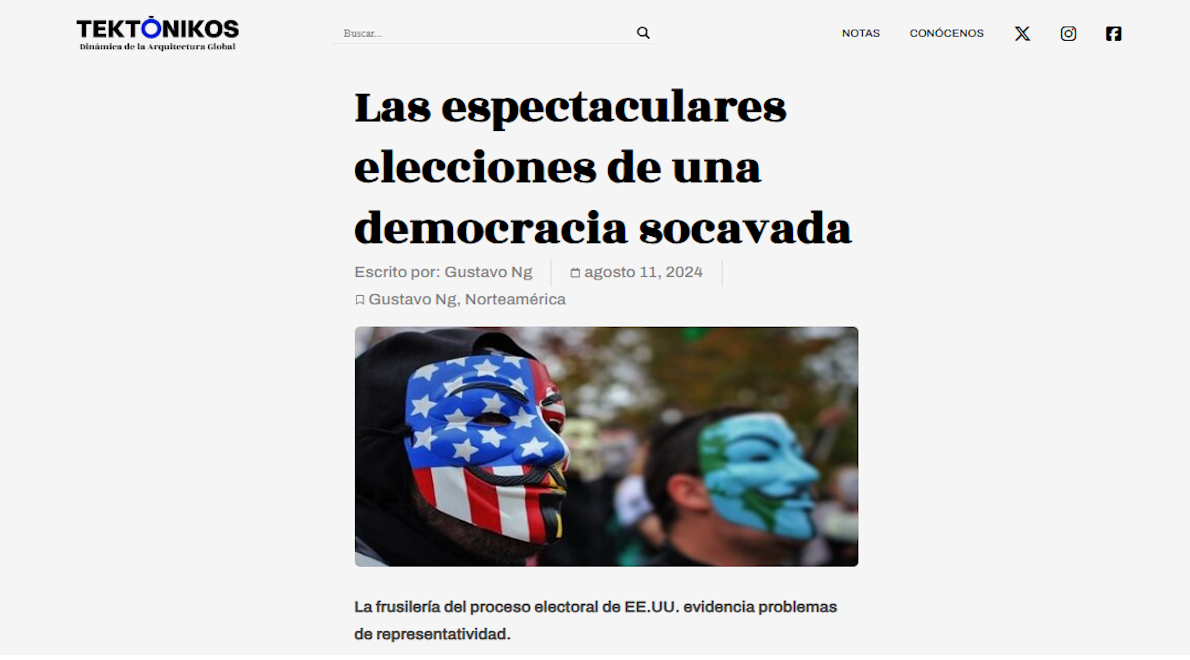 TEKTÓNIKOS
Dinámica de la Arquitectura Global
Buscar...
NOTAS
CONÓCENOS
Las espectaculares
elecciones de una
democracia socavada
Escrito por: Gustavo Ng
agosto 11, 2024
Gustavo Ng, Norteamérica
La frusilería del proceso electoral de EE.UU. evidencia problemas
de representatividad.